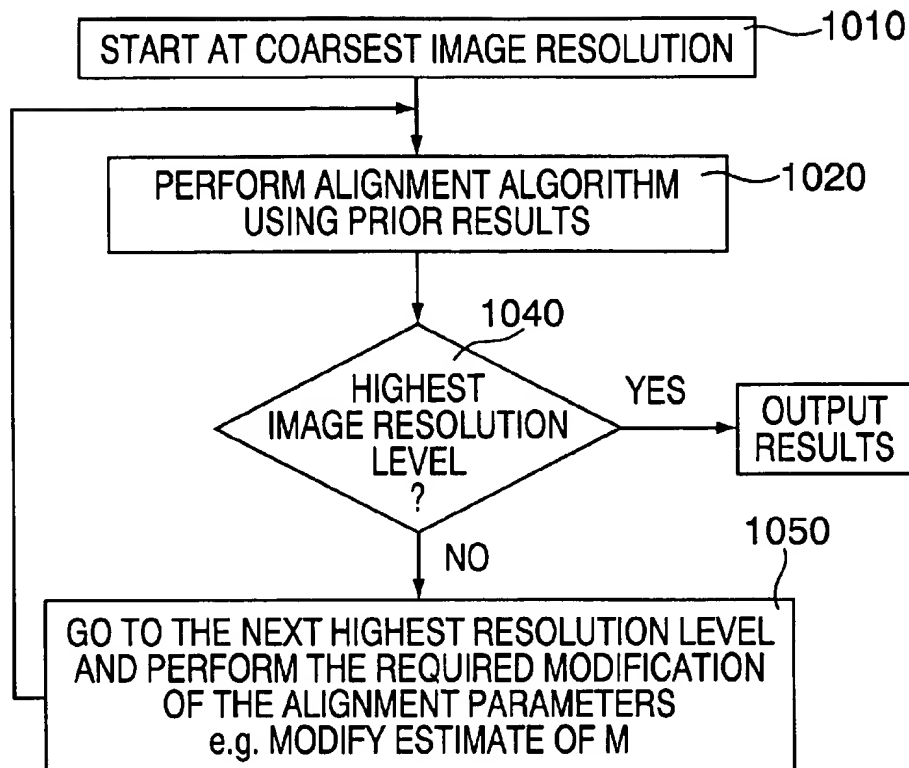 START AT COARSEST IMAGE RESOLUTION
1010
PERFORM ALIGNMENT ALGORITHM
USING PRIOR RESULTS
1020
1040
HIGHEST
IMAGE RESOLUTION
LEVEL
?
YES
OUTPUT
RESULTS
NO
1050
GO TO THE NEXT HIGHEST RESOLUTION LEVEL
AND PERFORM THE REQUIRED MODIFICATION
OF THE ALIGNMENT PARAMETERS
e.g. MODIFY ESTIMATE OF M